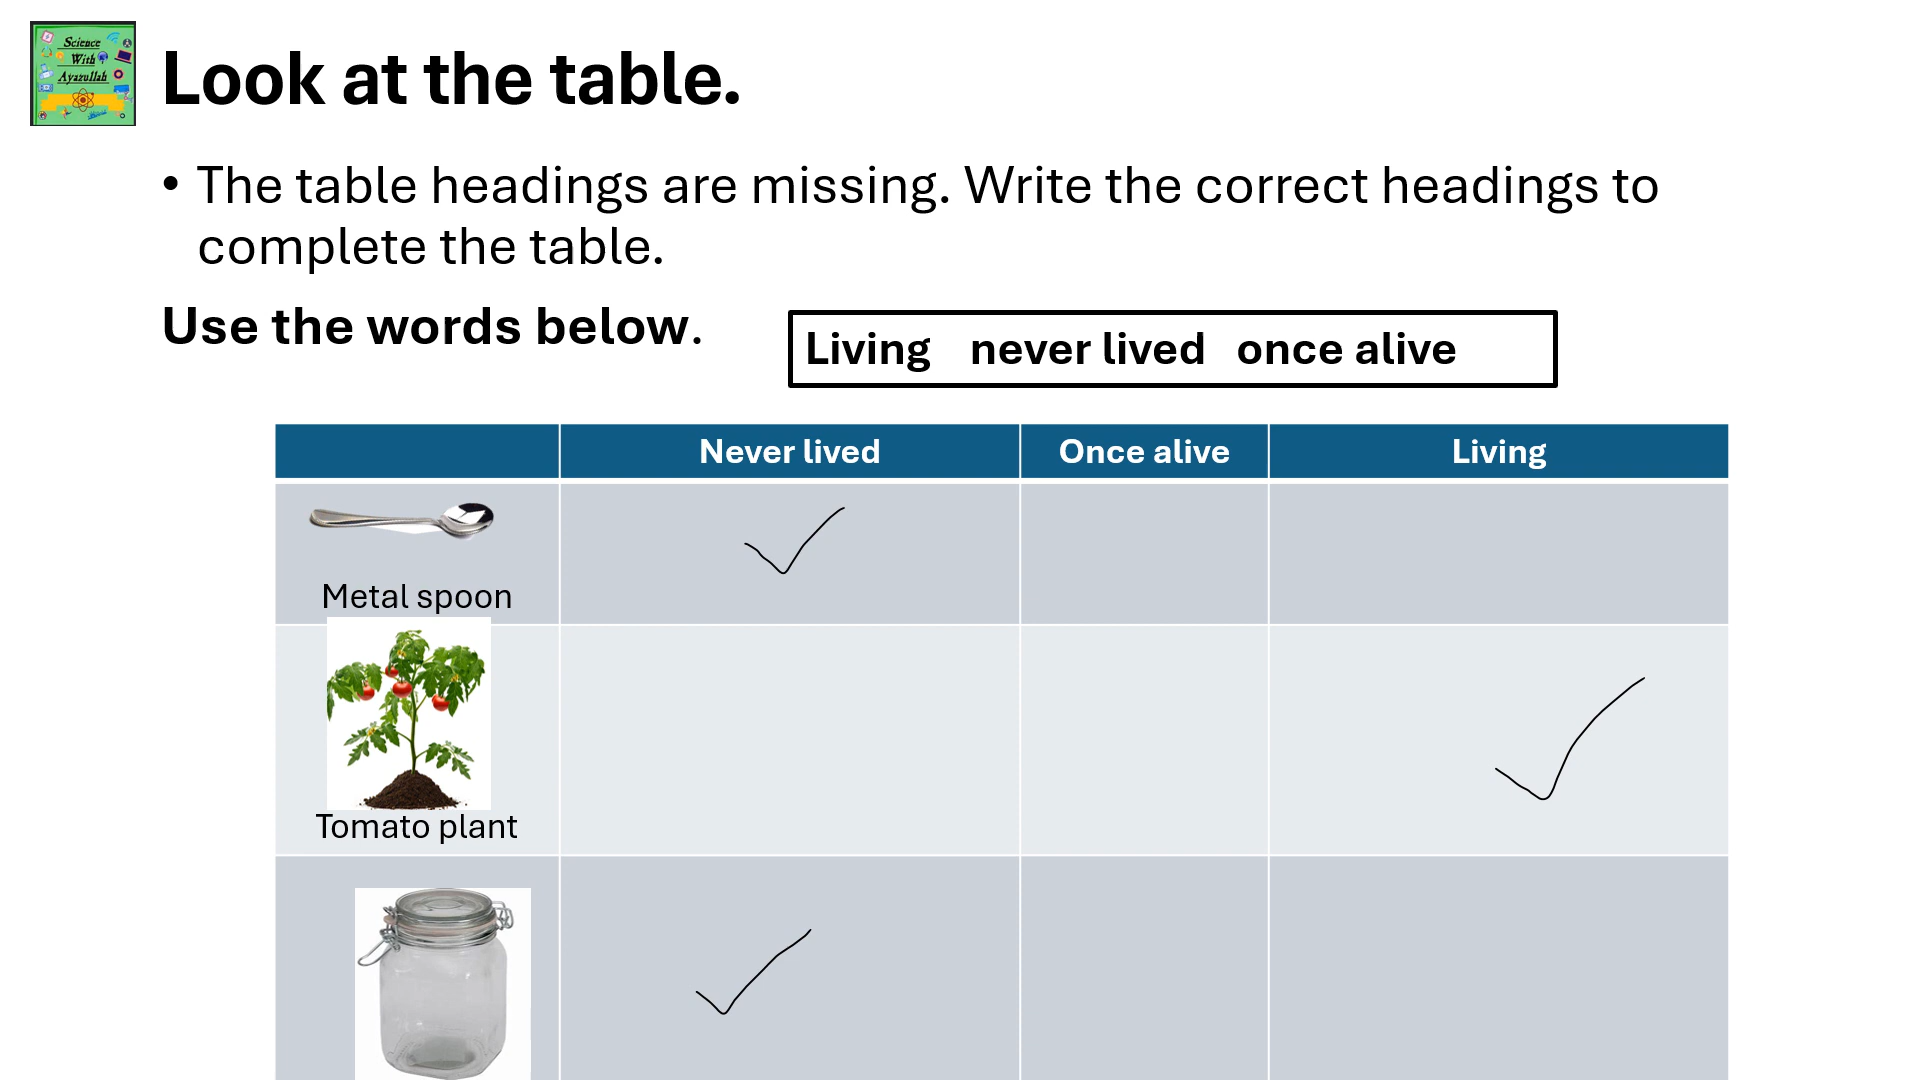 Science
With
Ayazullah
Look at the table.
• The table headings are missing. Write the correct headings to
complete the table.
Use the words below.
Living never lived once alive
Never lived Once alive Living
Metal spoon
Tomato plant